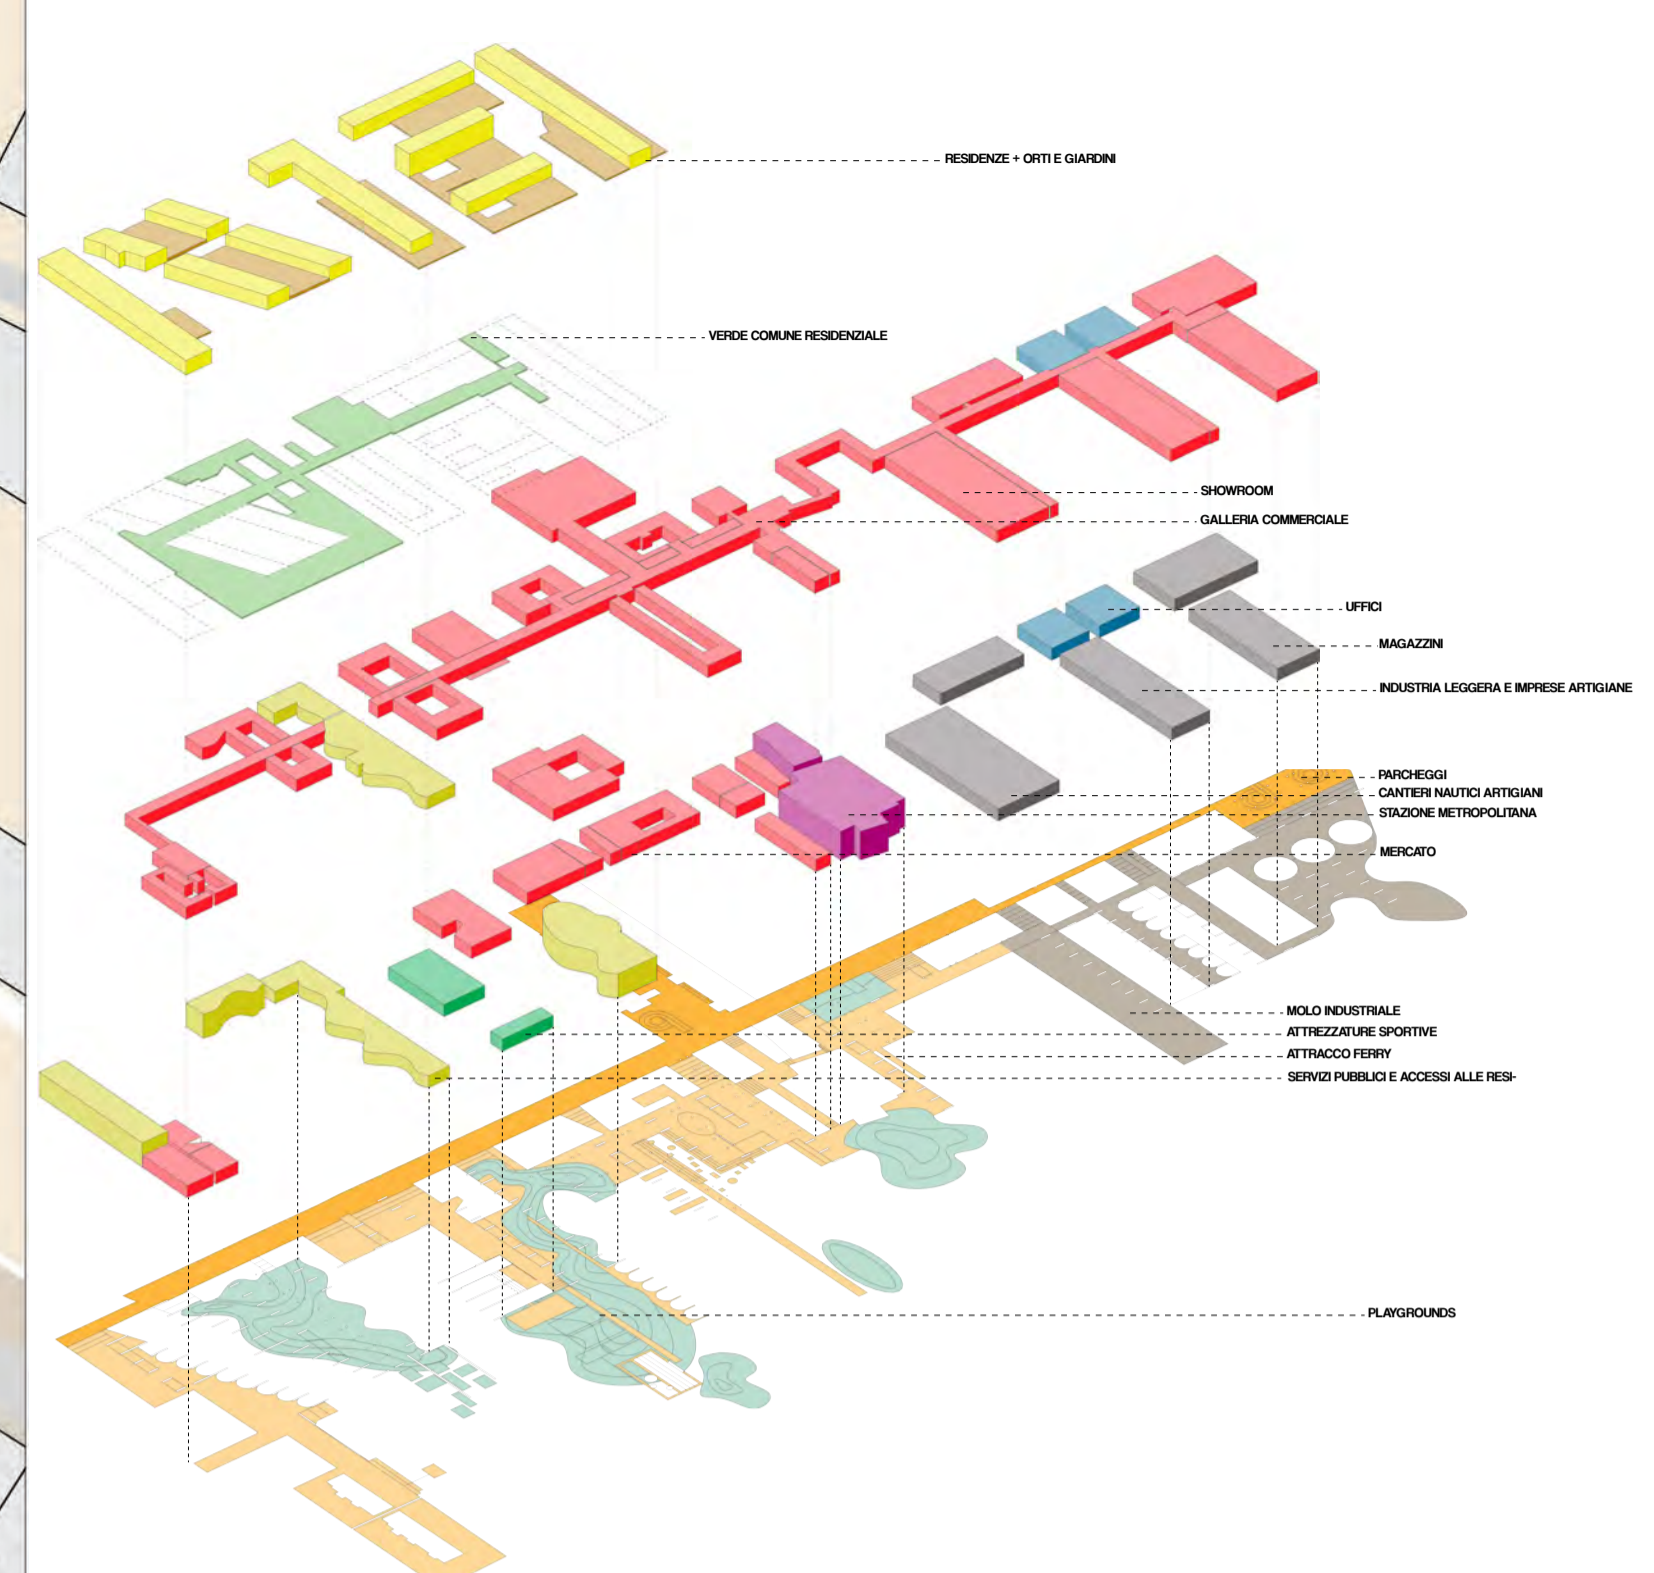 RESIDENZE + ORTI E GIARDINI
VERDE COMUNE RESIDENZIALE
SHOWROOM
GALLERIA COMMERCIALE
UFFICI
MAGAZZINI
INDUSTRIA LEGGERA E IMPRESE ARTIGIANE
PARCHEGGI
CANTIERI NAUTICI ARTIGIANI
STAZIONE METROPOLITANA
MERCATO
MOLO INDUSTRIALE
ATTREZZATURE SPORTIVE
ATTRACCO FERRY
SERVIZI PUBBLICI E ACCESSI ALLE RESI-
PLAYGROUNDS